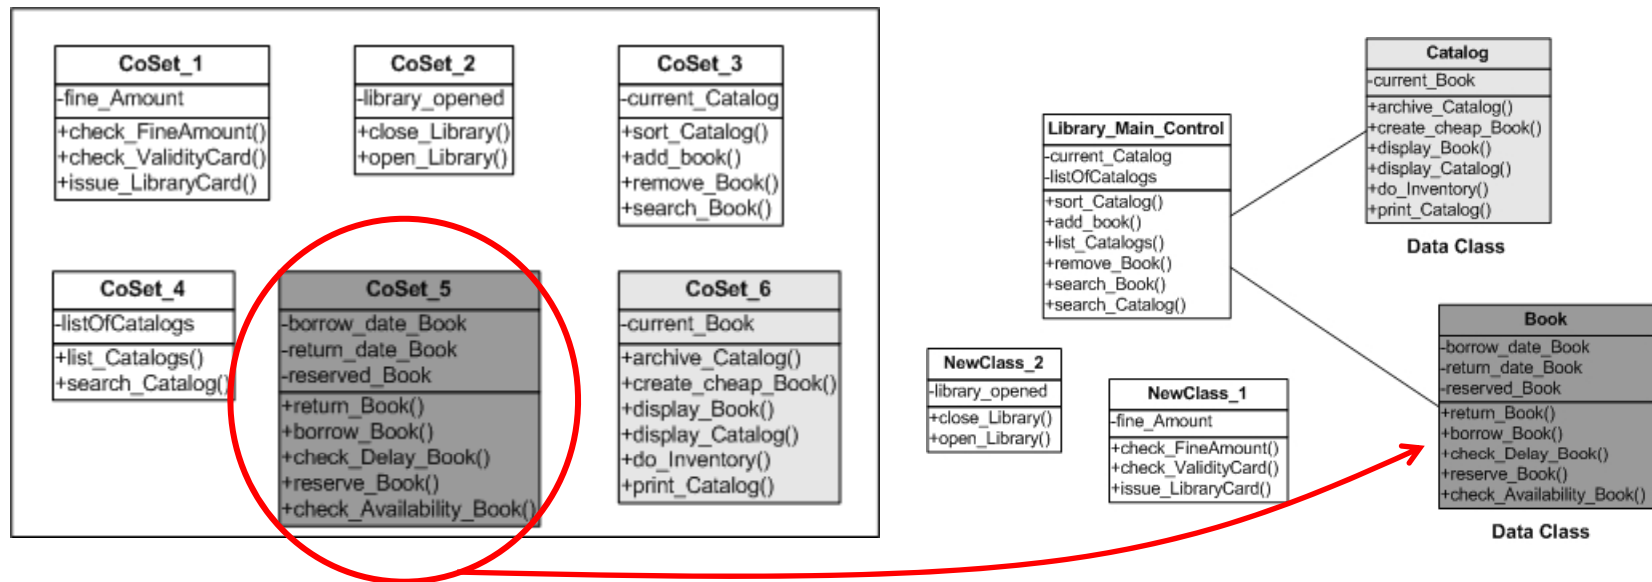 CoSet_1
-fine_Amount
+check_FineAmount()
+check_ValidityCard()
+issue_LibraryCard()
CoSet_2
-library_opened
+close_Library()
+open_Library()
CoSet_3
-current_Catalog
+sort_Catalog()
+add_book()
+remove_Book()
+search_Book()
CoSet_4
-listOfCatalogs
+list_Catalogs()
+search_Catalog()
CoSet_5
-borrow_date_Book
-return_date_Book
-reserved_Book
+return_Book()
+borrow_Book()
+check_Delay_Book()
+reserve_Book()
+check_Availability_Book()
CoSet_6
-current_Book
+archive_Catalog()
+create_cheap_Book()
+display_Book()
+display_Catalog()
+do_Inventory()
+print_Catalog()
Library_Main_Control
-current_Catalog
-listOfCatalogs
+sort_Catalog()
+add_book()
+list_Catalogs()
+remove_Book()
+search_Book()
+search_Catalog()
Catalog
-current_Book
+archive_Catalog()
+create_cheap_Book()
+display_Book()
+display_Catalog()
+do_Inventory()
+print_Catalog()
Data Class
NewClass_2
-library_opened
+close_Library()
+open_Library()
NewClass_1
-fine_Amount
+check_FineAmount()
+check_ValidityCard()
+issue_LibraryCard()
Book
-borrow_date_Book
-return_date_Book
-reserved_Book
+return_Book()
+borrow_Book()
+check_Delay_Book()
+reserve_Book()
+check_Availability_Book()
Data Class